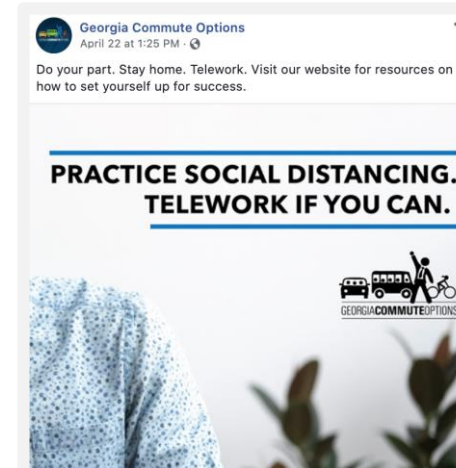 Georgia Commute Options
April 22 at 1:25 PM ·
Do your part. Stay home. Telework. Visit our website for resources on
how to set yourself up for success.
PRACTICE SOCIAL DISTANCING.
TELEWORK IF YOU CAN.
GEORGIACOMMUTEOPTIONS